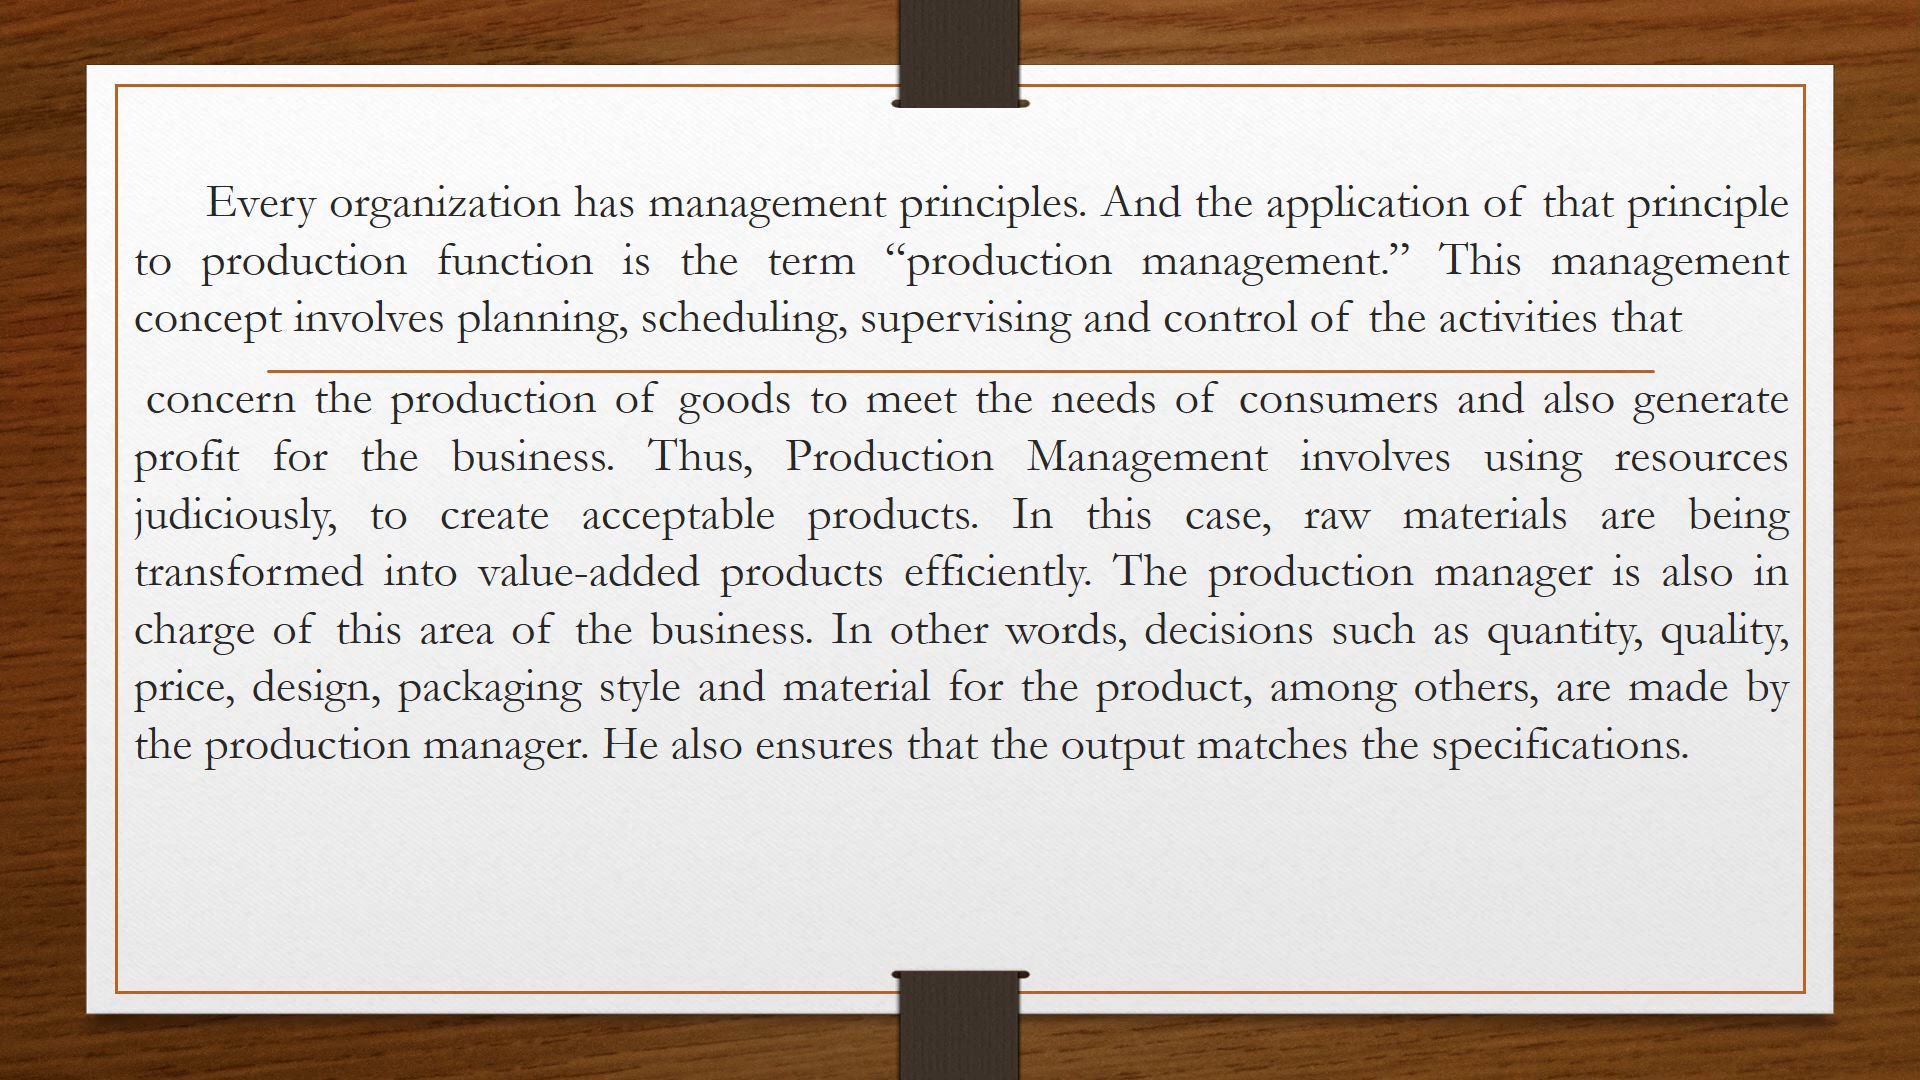 Every organization has management principles. And the application of that principle
to production function is the term “production management.” This management
concept involves planning, scheduling, supervising and control of the activities that
concern the production of goods to meet the needs of consumers and also generate
profit for the business. Thus, Production Management involves using resources
judiciously, to create acceptable products. In this case, raw materials are being
transformed into value-added products efficiently. The production manager is also in
charge of this area of the business. In other words, decisions such as quantity, quality,
price, design, packaging style and material for the product, among others, are made by
the production manager. He also ensures that the output matches the specifications.